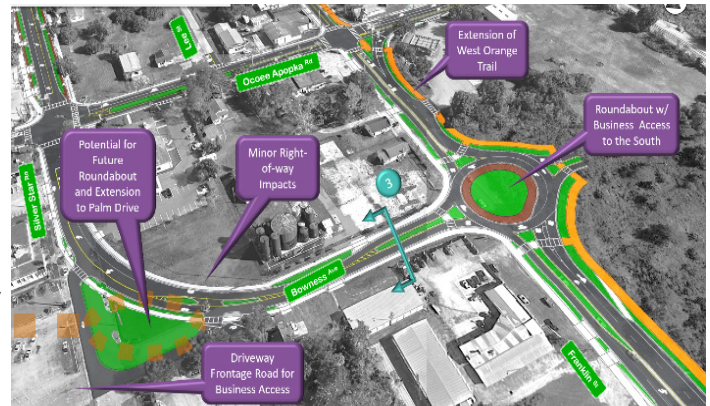 Extension of
West Orange
Trail
Lee St
Ocoee Apopka Rd
Roundabout w/
Business Access
to the South
Potential for
Future
Roundabout
and Extension
to Palm Drive
Minor Right-
of-way
Impacts
3
Silver Star Rd
Bowness Ave
Driveway
Frontage Road for
Business Access
Franklin St